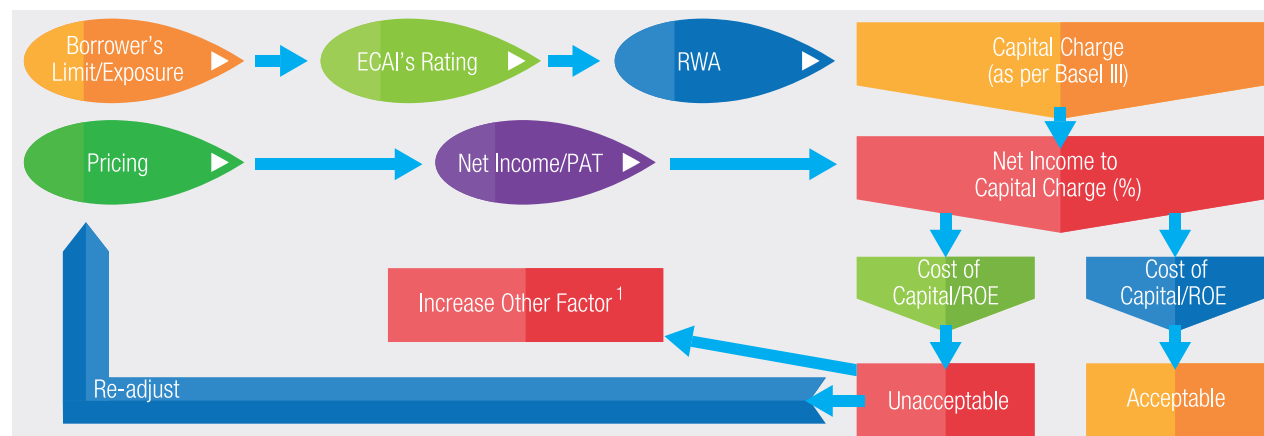 Borrower's
Limit/Exposure
ECAI's Rating
RWA
Capital Charge
(as per Basel III)
Pricing
Net Income/PAT
Net Income to
Capital Charge (%)
Cost of
Capital/ROE
Cost of
Capital/ROE
Increase Other Factor 1
Re-adjust
Unacceptable
Acceptable